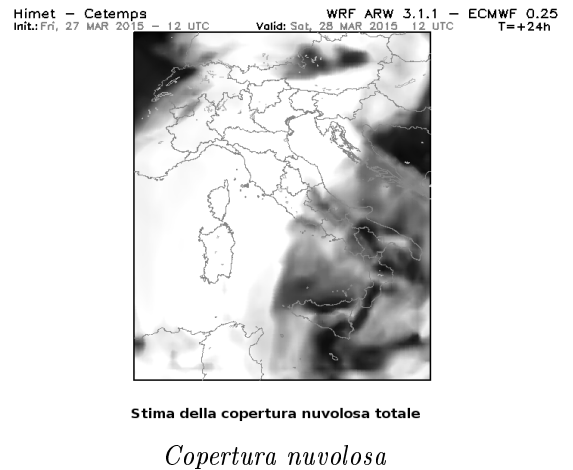 Himet – Cetemps WRF ARW 3.1.1 – ECMWF 0.25
Init.: Fri, 27 MAR 2015 – 12 UTC Valid: Sat, 28 MAR 2015 12 UTC T=+24h
Stima della copertura nuvolosa totale
Copertura nuvolosa